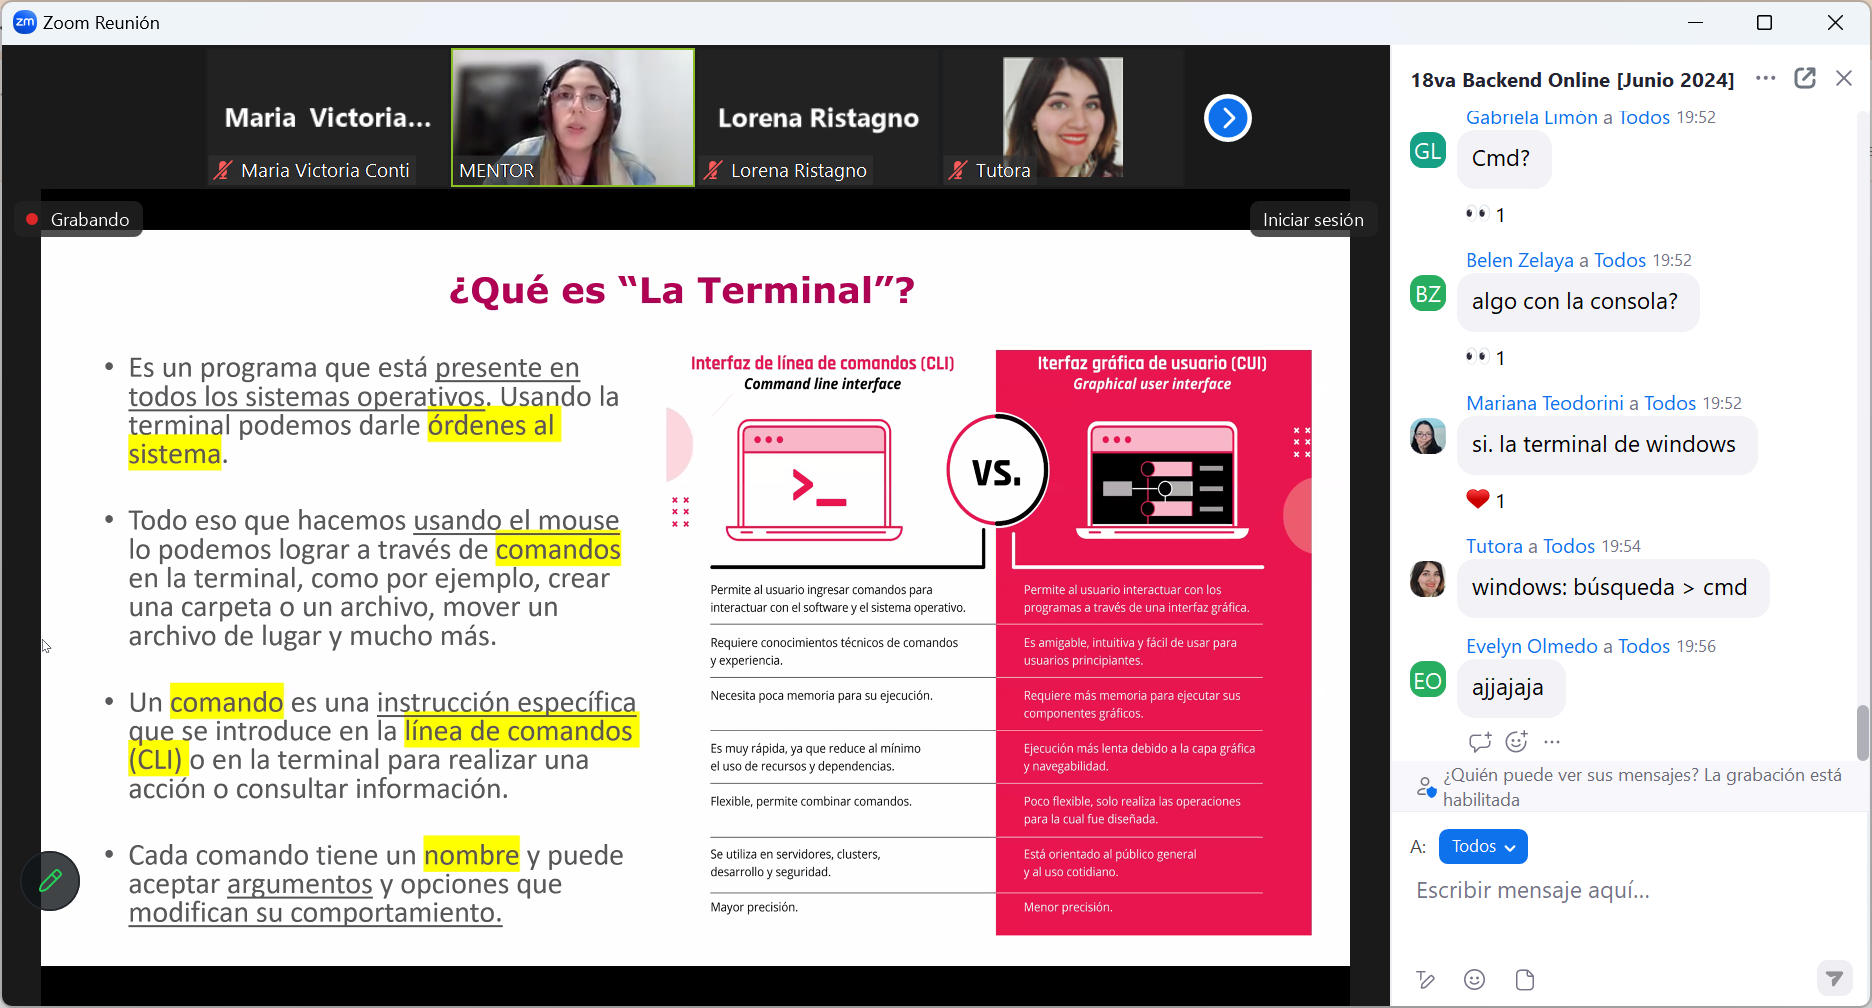 zm Zoom Reunión
Maria Victoria...
Maria Victoria Conti
MENTOR
Lorena Ristagno
Lorena Ristagno
Tutora
Grabando
Iniciar sesión
¿Qué es “La Terminal”?
• Es un programa que está presente en
todos los sistemas operativos. Usando la
terminal podemos darle órdenes al
sistema.
• Todo eso que hacemos usando el mouse
lo podemos lograr a través de comandos
en la terminal, como por ejemplo, crear
una carpeta o un archivo, mover un
archivo de lugar y mucho más.
• Un comando es una instrucción específica
que se introduce en la línea de comandos
(CLI) o en la terminal para realizar una
acción o consultar información.
• Cada comando tiene un nombre y puede
aceptar argumentos y opciones que
modifican su comportamiento.
Interfaz de línea de comandos (CLI)
Command line interface
Iterfaz gráfica de usuario (CUI)
Graphical user interface
>_
VS.
Permite al usuario ingresar comandos para
interactuar con el software y el sistema operativo.
Permite al usuario interactuar con los
programas a través de una interfaz gráfica.
Requiere conocimientos técnicos de comandos
y experiencia.
Es amigable, intuitiva y fácil de usar para
usuarios principiantes.
Necesita poca memoria para su ejecución.
Requiere más memoria para ejecutar sus
componentes gráficos.
Es muy rápida, ya que reduce al mínimo
el uso de recursos y dependencias.
Ejecución más lenta debido a la capa gráfica
y navegabilidad.
Flexible, permite combinar comandos.
Poco flexible, solo realiza las operaciones
para la cual fue diseñada.
Se utiliza en servidores, clusters,
desarrollo y seguridad.
Está orientado al público general
y al uso cotidiano.
Mayor precisión.
Menor precisión.
18va Backend Online [Junio 2024]
Gabriela Limón a Todos 19:52
GL
Cmd?
1
Belen Zelaya a Todos 19:52
BZ
algo con la consola?
1
Mariana Teodorini a Todos 19:52
si. la terminal de windows
1
Tutora a Todos 19:54
windows: búsqueda > cmd
Evelyn Olmedo a Todos 19:56
EO
ajjajaja
¿Quién puede ver sus mensajes? La grabación está
habilitada
A: Todos
Escribir mensaje aquí...